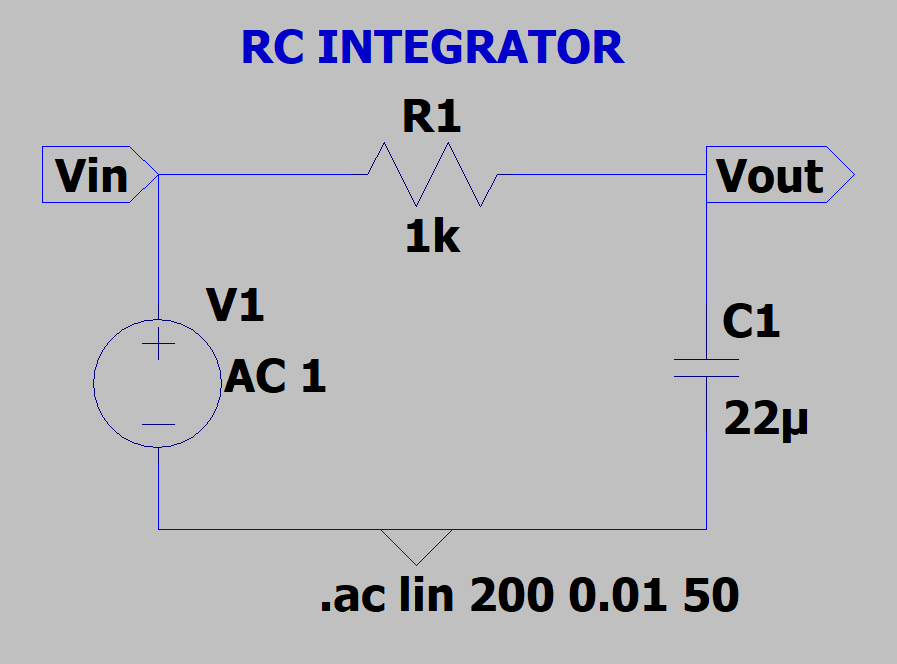 RC INTEGRATOR
R1
Vin
Vout
1k
V1
C1
AC 1
22µ
.ac lin 200 0.01 50